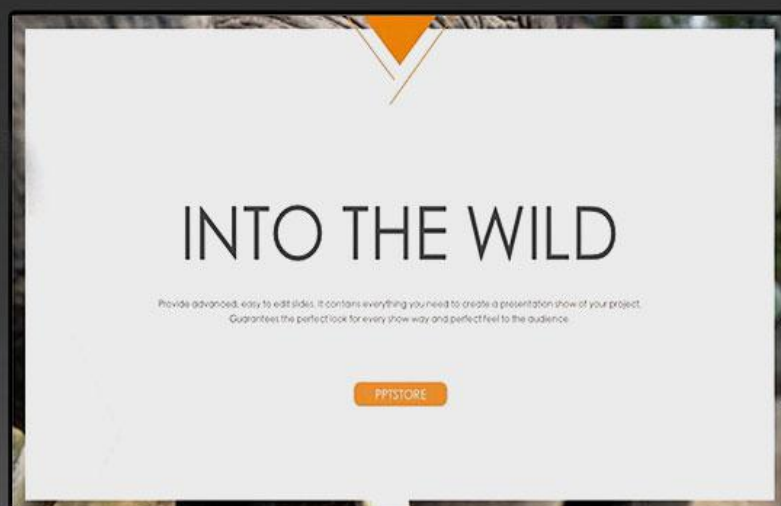 INTO THE WILD
Provide advanced, easy to edit slides. It contains everything you need to create a presentation show of your project.
Guarantees the perfect look for every show way and perfect feel to the audience.
PPTSTORE